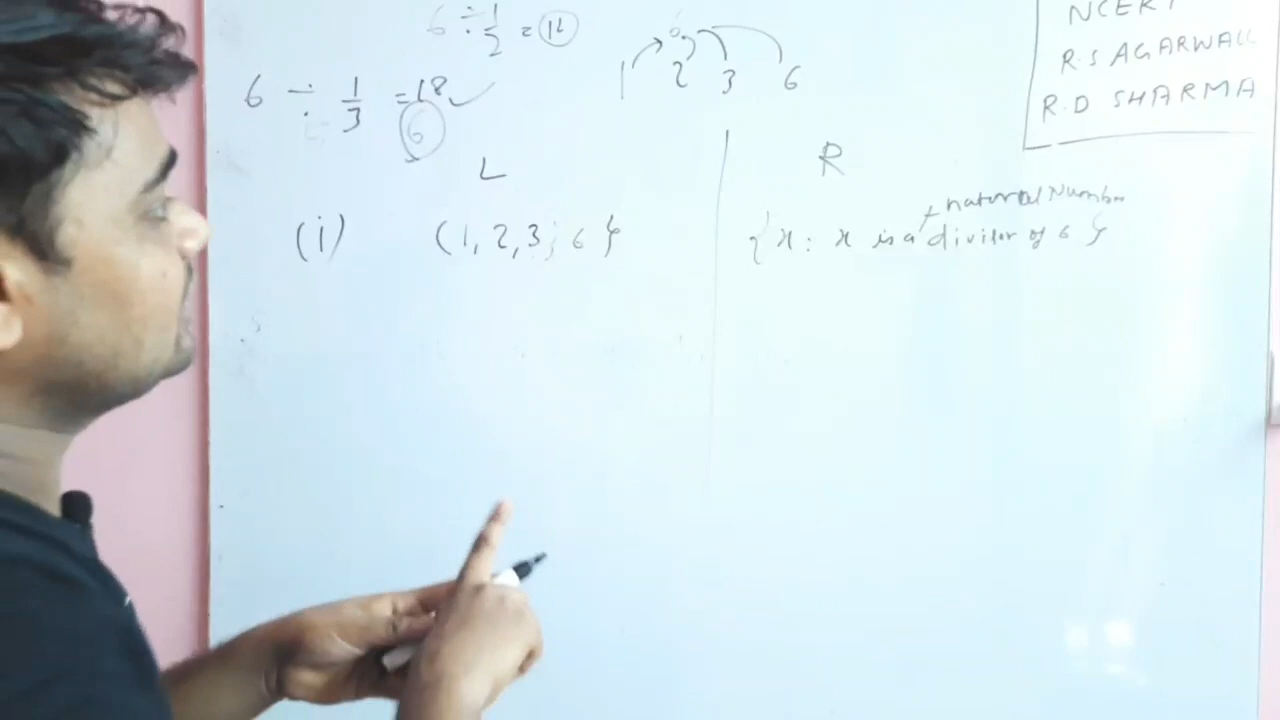 6 ÷ 1/2 = 12
6 ÷ 1/3 = 18 ✓
6
1 2 3 6
NCERT
R.S AGARWALL
R.D SHARMA
L R
(i) (1, 2, 3, 6 } {x : x is a divisor of 6 }
+ natural Number